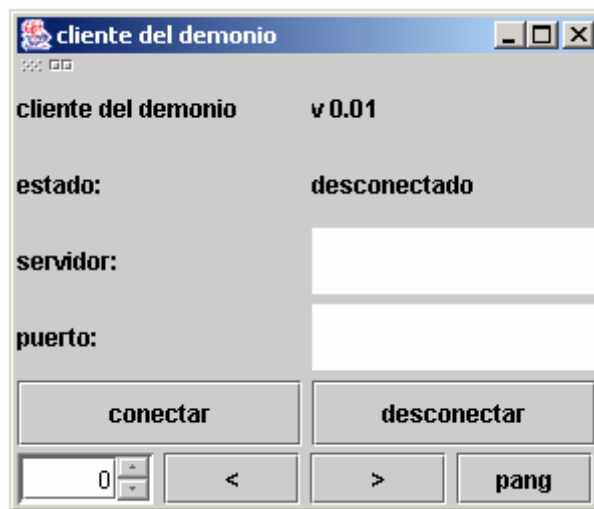 cliente del demonio
cliente del demonio v 0.01
estado: desconectado
servidor:
puerto:
conectar desconectar
0 < > pang